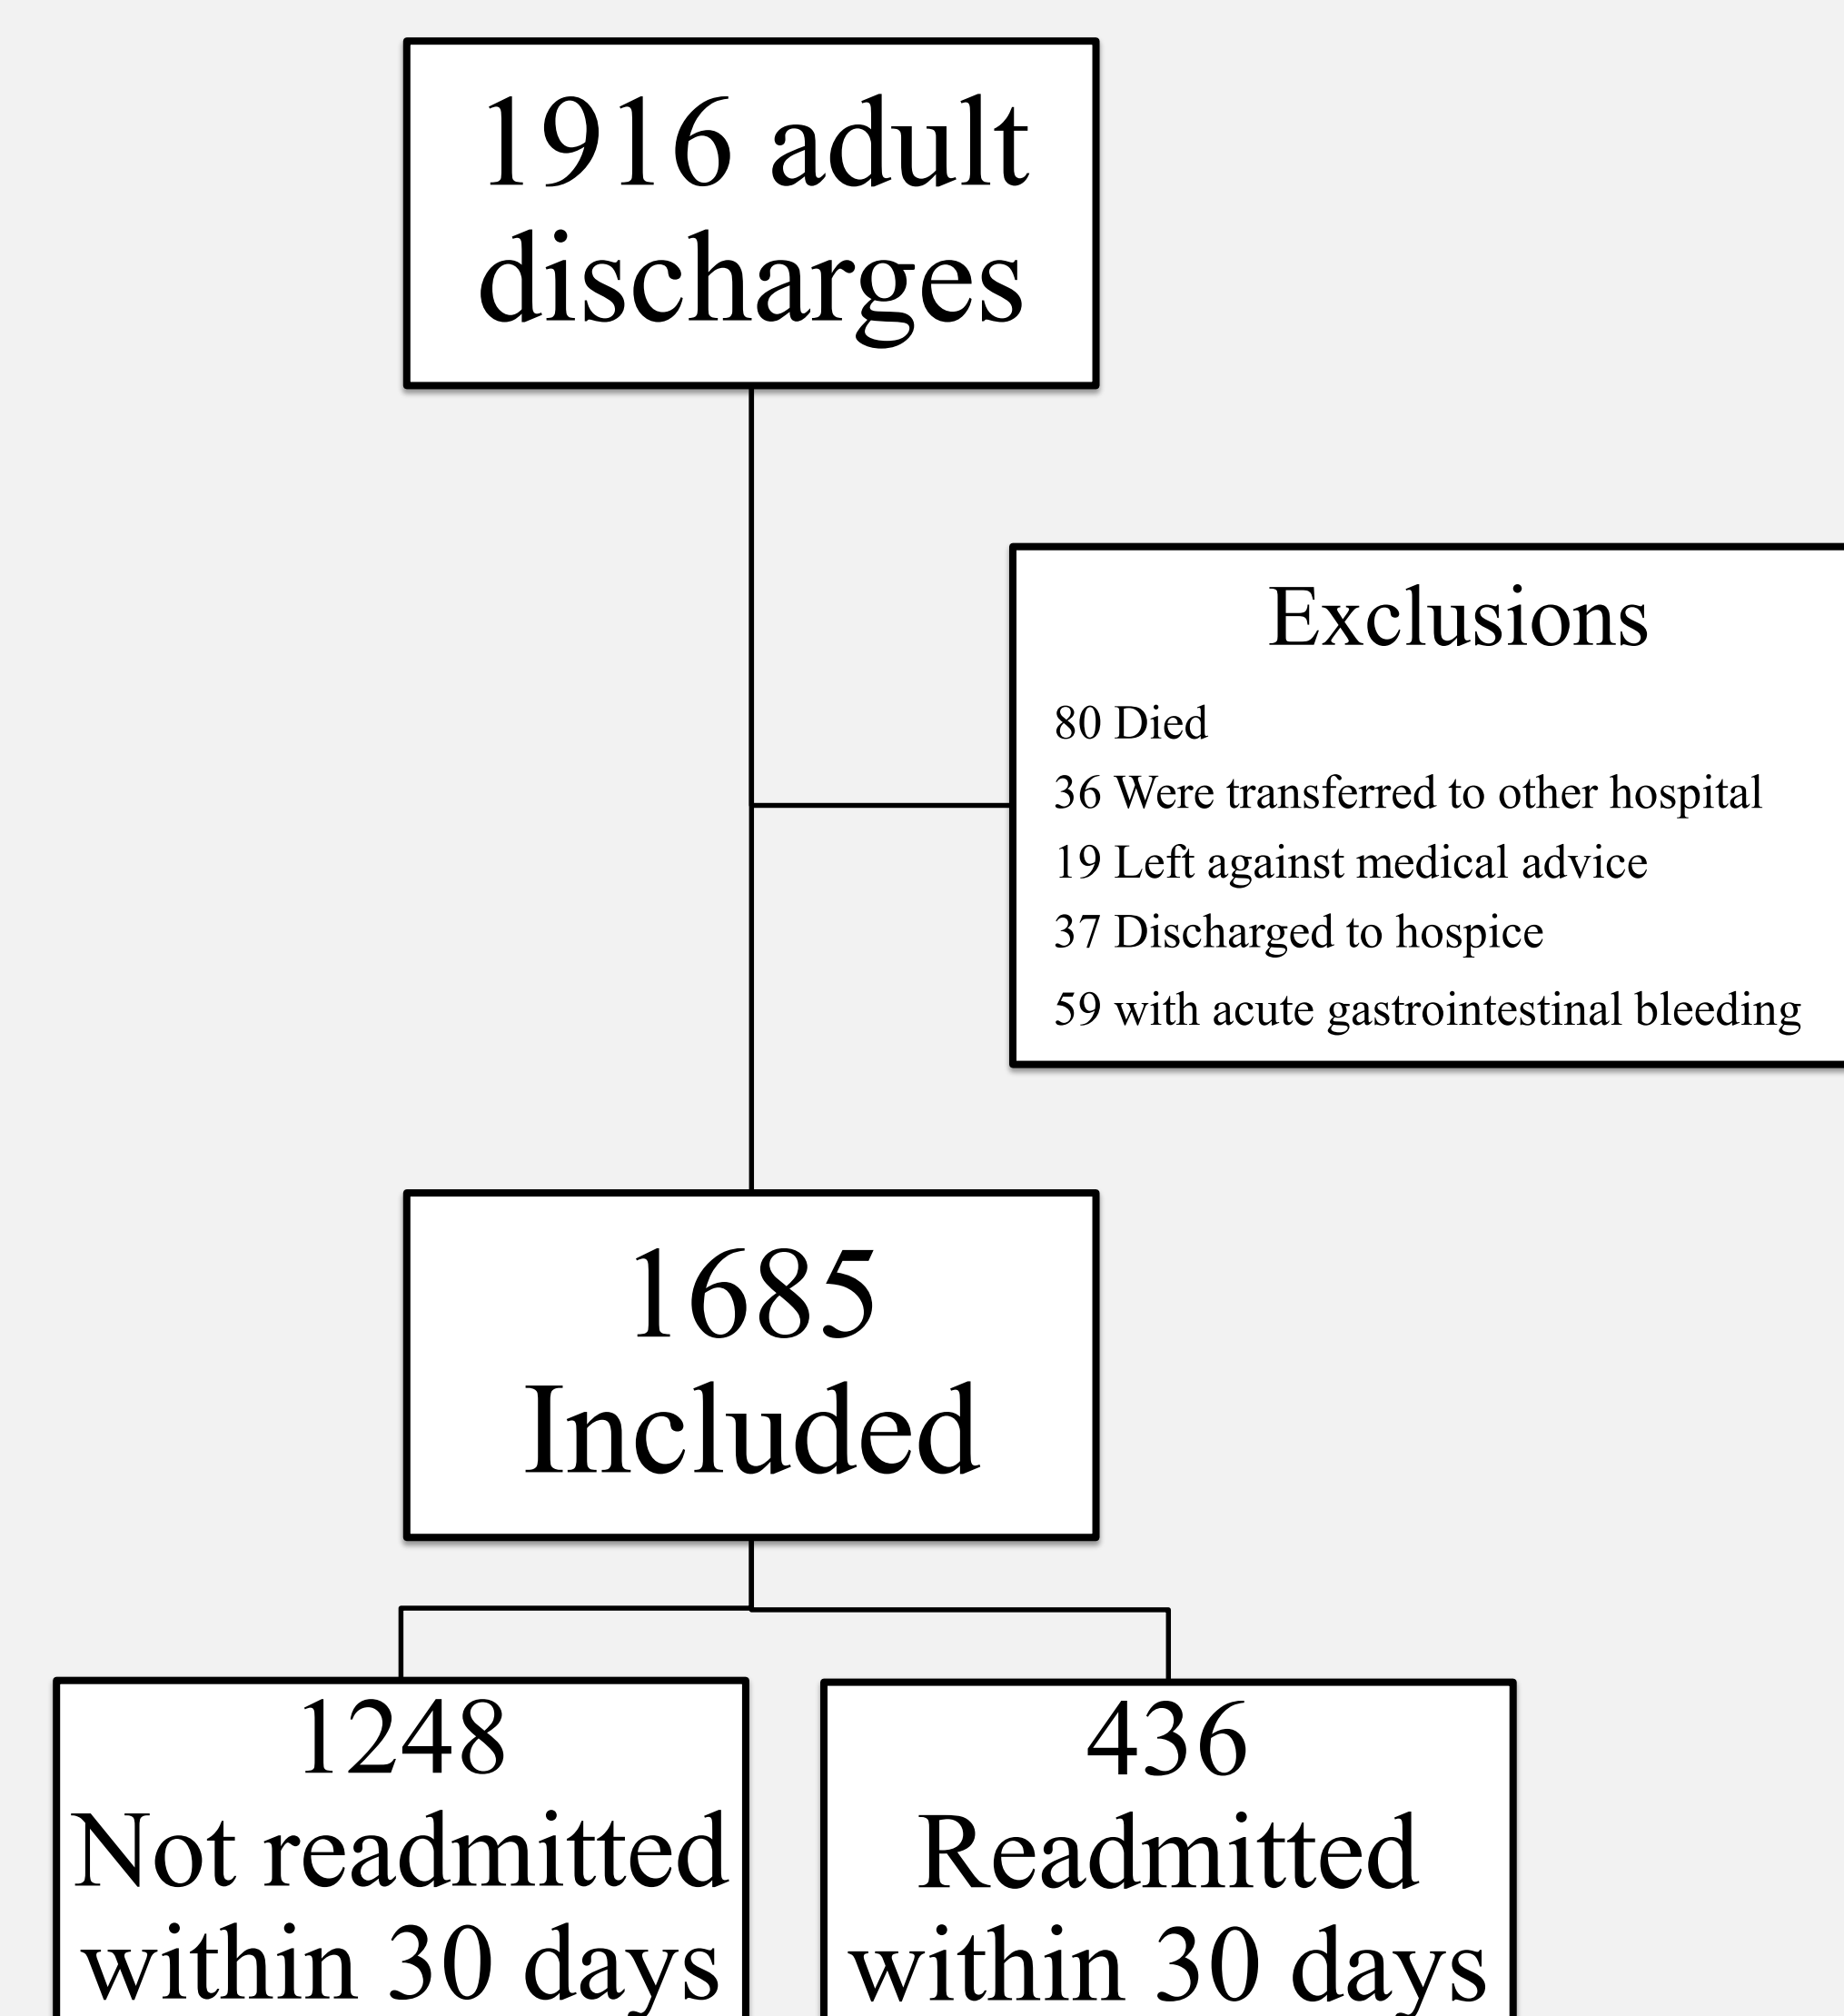 1916 adult
discharges
Exclusions
80 Died
36 Were transferred to other hospital
19 Left against medical advice
37 Discharged to hospice
59 with acute gastrointestinal bleeding
1685
Included
1248
Not readmitted
within 30 days
436
Readmitted
within 30 days